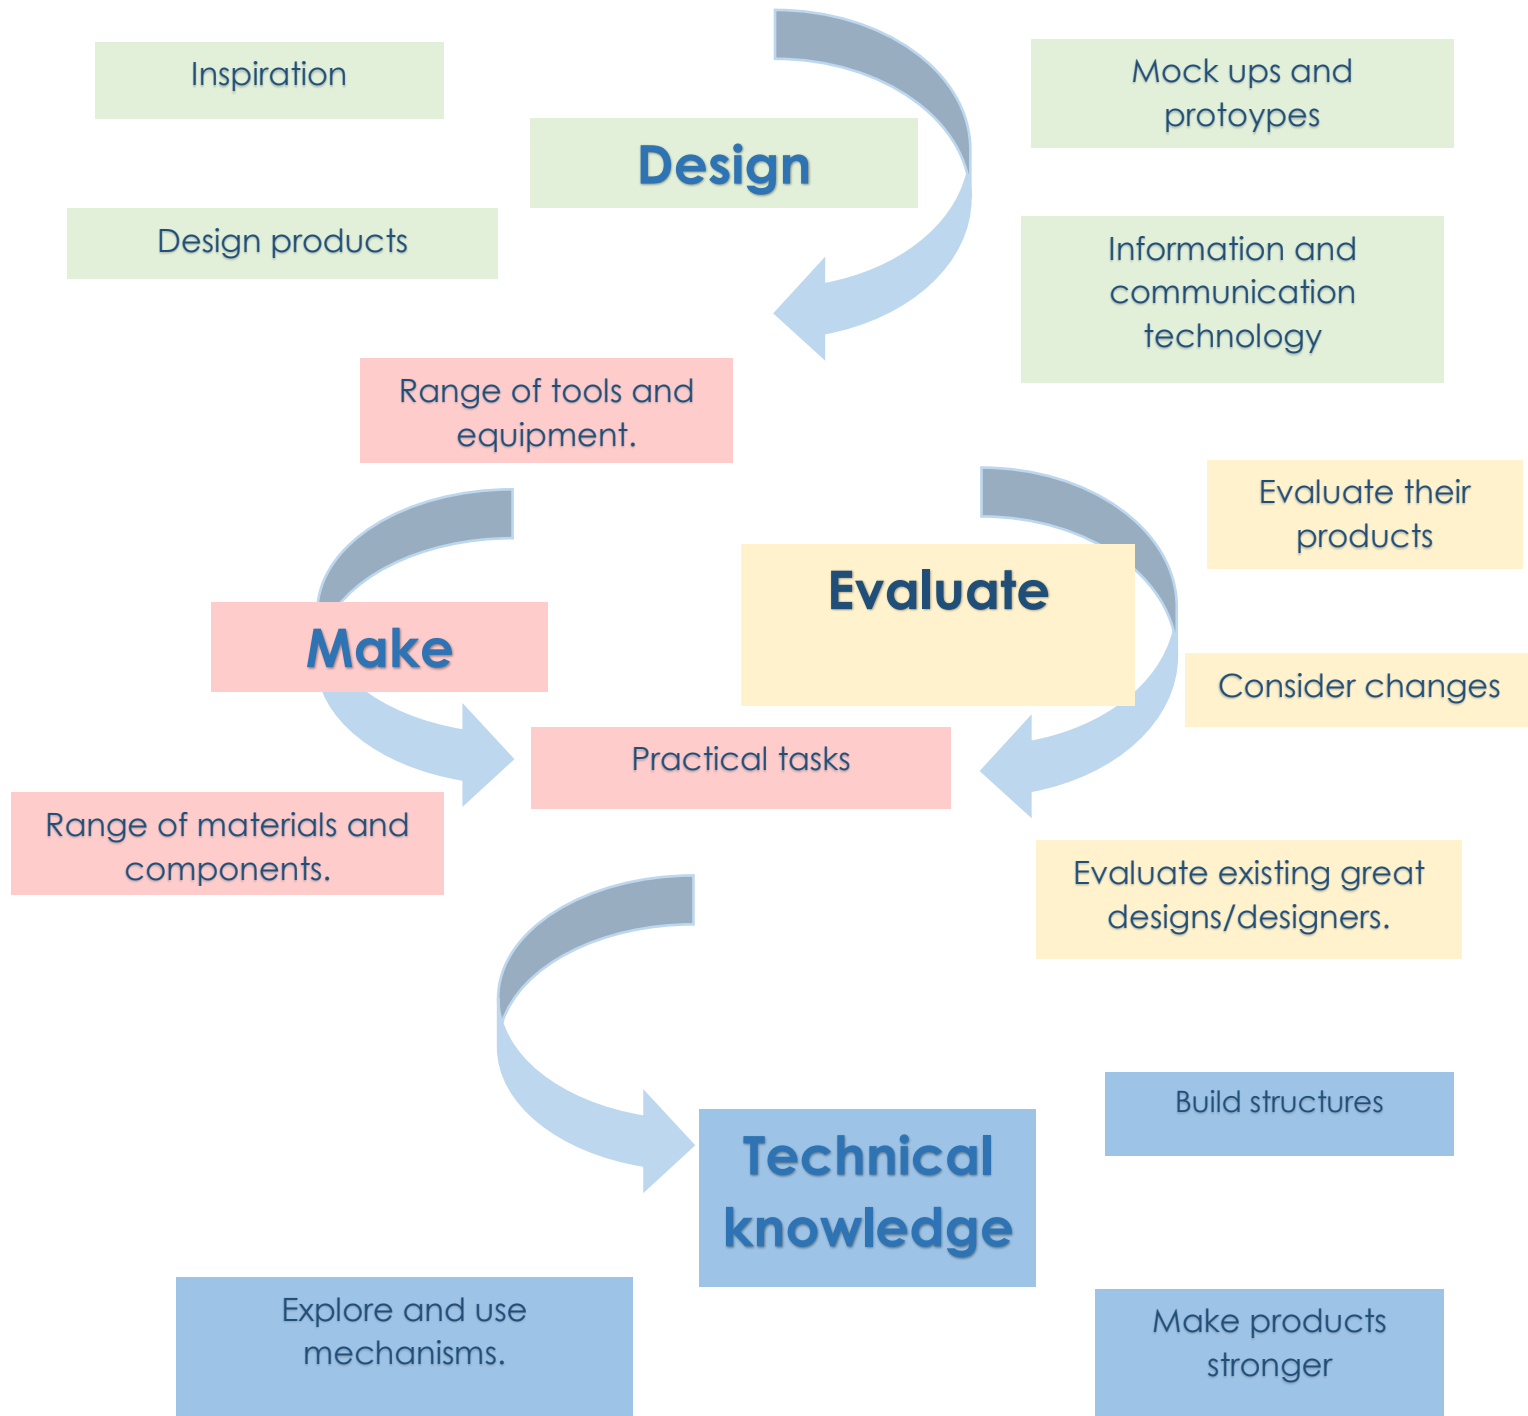 Inspiration
Mock ups and
protoypes
Design
Design products
Information and
communication
technology
Range of tools and
equipment.
Evaluate their
products
Evaluate
Make
Consider changes
Practical tasks
Range of materials and
components.
Evaluate existing great
designs/designers.
Build structures
Technical
knowledge
Explore and use
mechanisms.
Make products
stronger